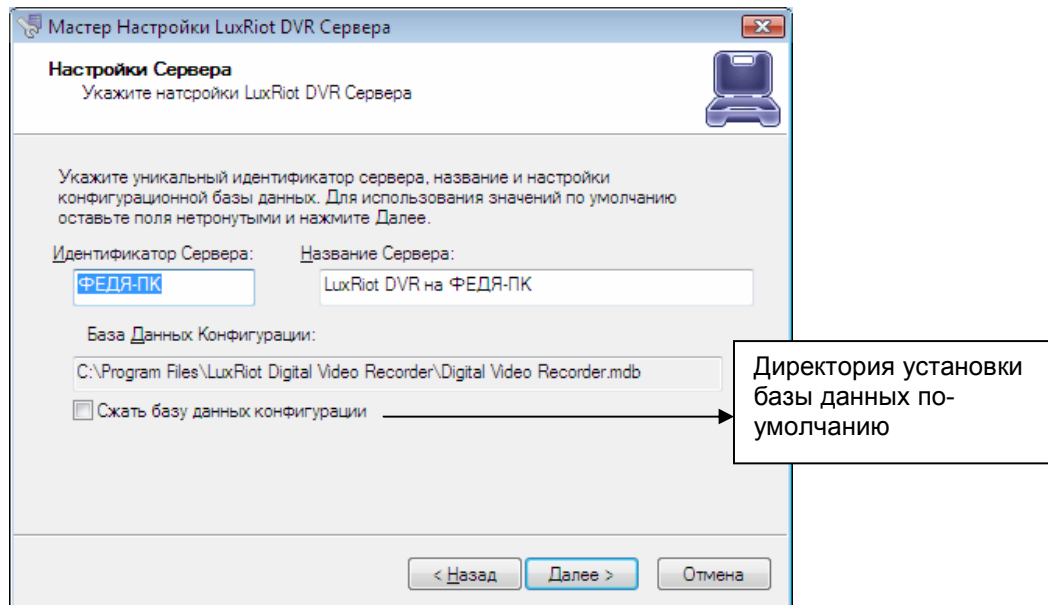 Мастер Настройки LuxRiot DVR Сервера
Настройки Сервера
Укажите натсройки LuxRiot DVR Сервера
Укажите уникальный идентификатор сервера, название и настройки
конфигурационной базы данных. Для использования значений по умолчанию
оставьте поля нетронутыми и нажмите Далее.
Идентификатор Сервера: Название Сервера:
ФЕДЯ-ПК LuxRiot DVR на ФЕДЯ-ПК
База Данных Конфигурации:
C:\Program Files\LuxRiot Digital Video Recorder\Digital Video Recorder.mdb
Сжать базу данных конфигурации
Директория установки
базы данных по-
умолчанию
< Назад Далее > Отмена